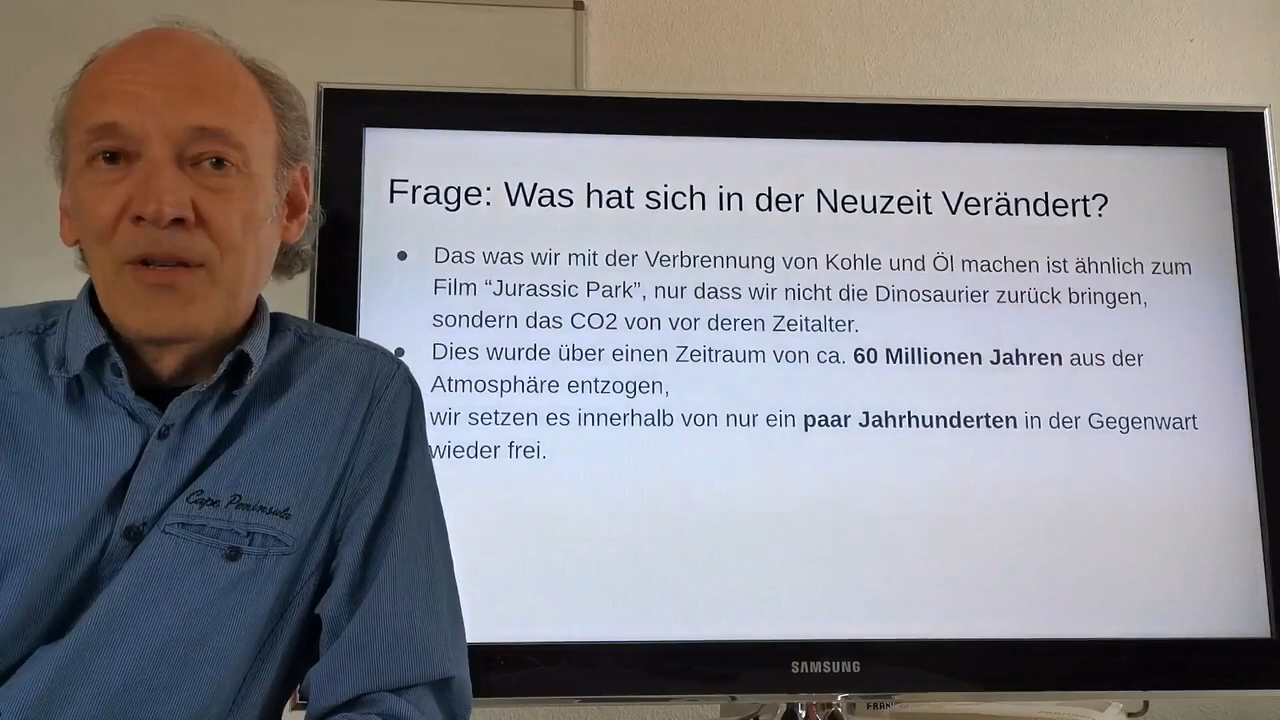 Frage: Was hat sich in der Neuzeit Verändert?
Das was wir mit der Verbrennung von Kohle und Öl machen ist ähnlich zum
Film “Jurassic Park”, nur dass wir nicht die Dinosaurier zurück bringen,
sondern das CO2 von vor deren Zeitalter.
Dies wurde über einen Zeitraum von ca. 60 Millionen Jahren aus der
Atmosphäre entzogen,
wir setzen es innerhalb von nur ein paar Jahrhunderten in der Gegenwart
wieder frei.
Cape Peninsula
SAMSUNG